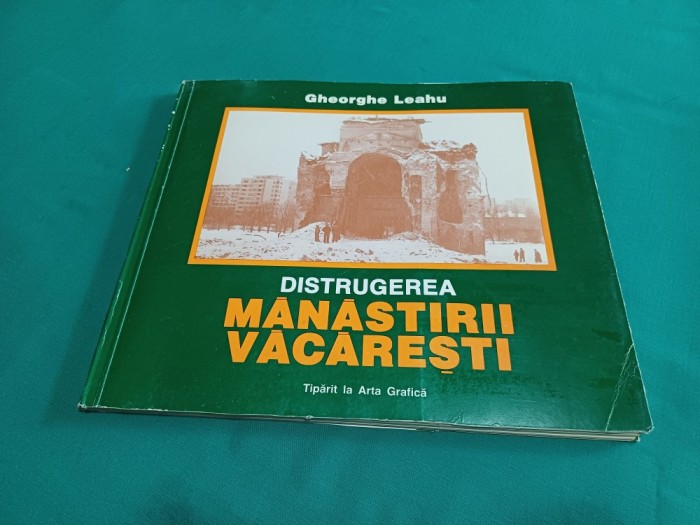 Gheorghe Leahu
DISTRUGEREA
MĂNĂSTIRII
VĂCĂREȘTI
Tipărit la Arta Grafică